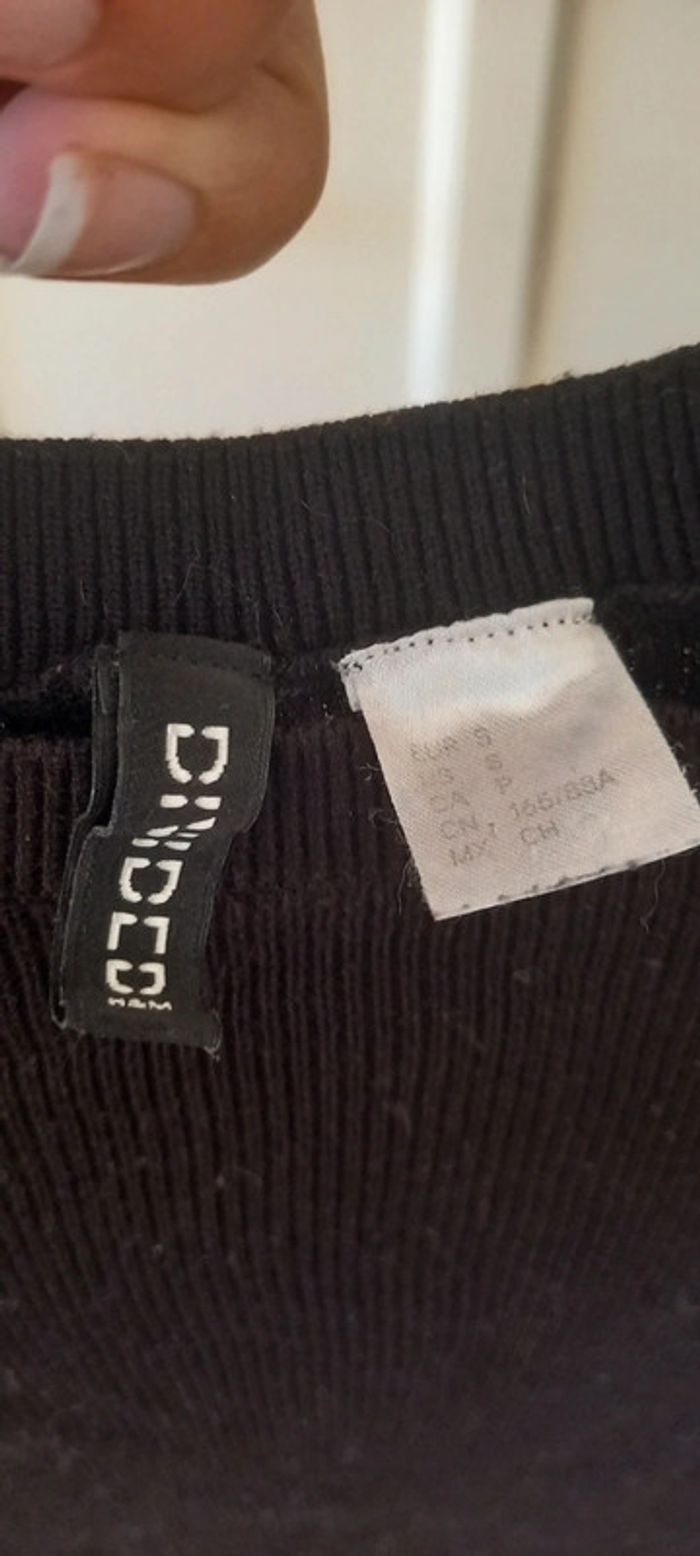 DIVIDED
H&M
EUR S
US S
CA P
CN 165/88A
MX CH